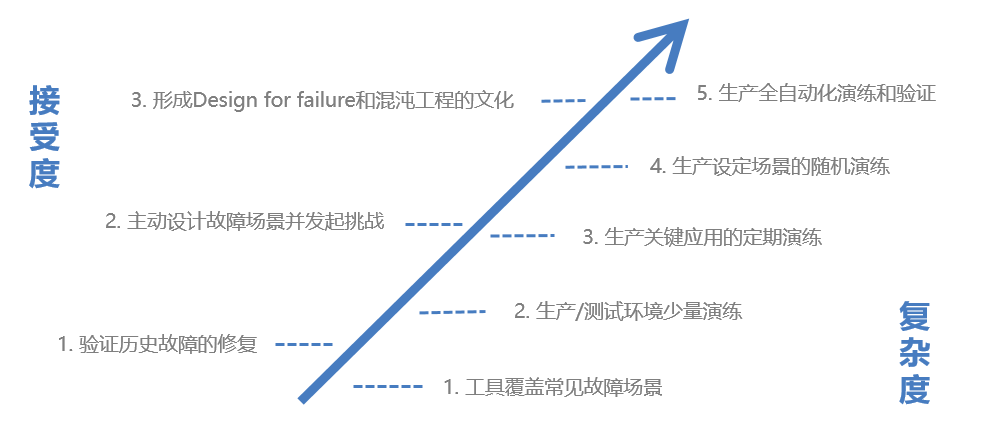 接受度
3. 形成Design for failure和混沌工程的文化
2. 主动设计故障场景并发起挑战
1. 验证历史故障的修复
5. 生产全自动化演练和验证
4. 生产设定场景的随机演练
3. 生产关键应用的定期演练
2. 生产/测试环境少量演练
1. 工具覆盖常见故障场景
复杂度